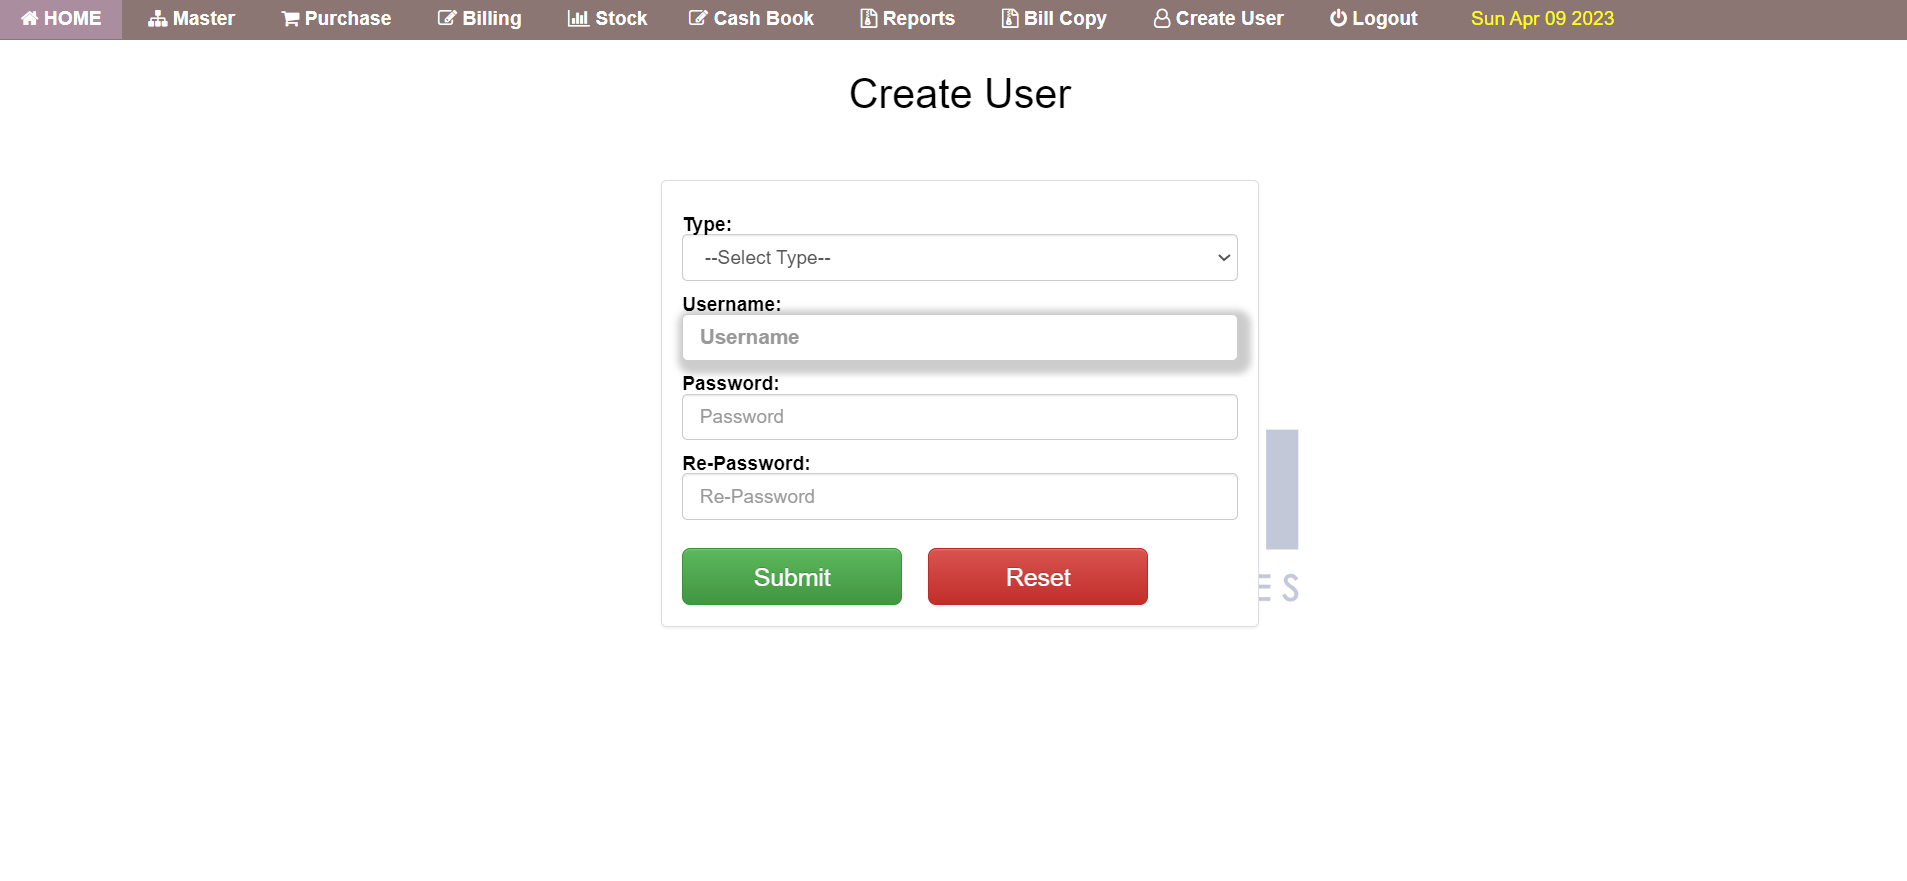 HOME Master Purchase Billing Stock Cash Book Reports Bill Copy Create User Logout Sun Apr 09 2023
Create User
Type:
--Select Type--
Username:
Username
Password:
Password
Re-Password:
Re-Password
Submit Reset
ES